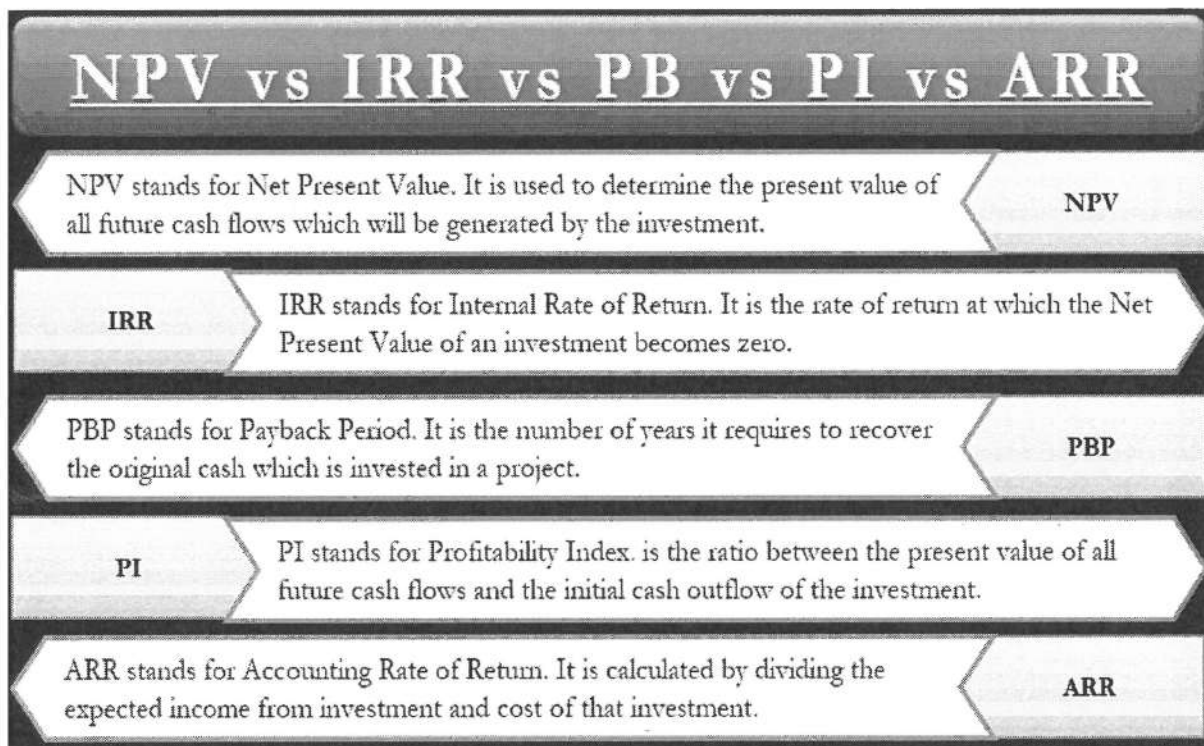 NPV vs IRR vs PB vs PI vs ARR
NPV stands for Net Present Value. It is used to determine the present value of
all future cash flows which will be generated by the investment.
NPV
IRR
IRR stands for Internal Rate of Return. It is the rate of return at which the Net
Present Value of an investment becomes zero.
PBP stands for Payback Period. It is the number of years it requires to recover
the original cash which is invested in a project.
PBP
PI
PI stands for Profitability Index. is the ratio between the present value of all
future cash flows and the initial cash outflow of the investment.
ARR stands for Accounting Rate of Return. It is calculated by dividing the
expected income from investment and cost of that investment.
ARR